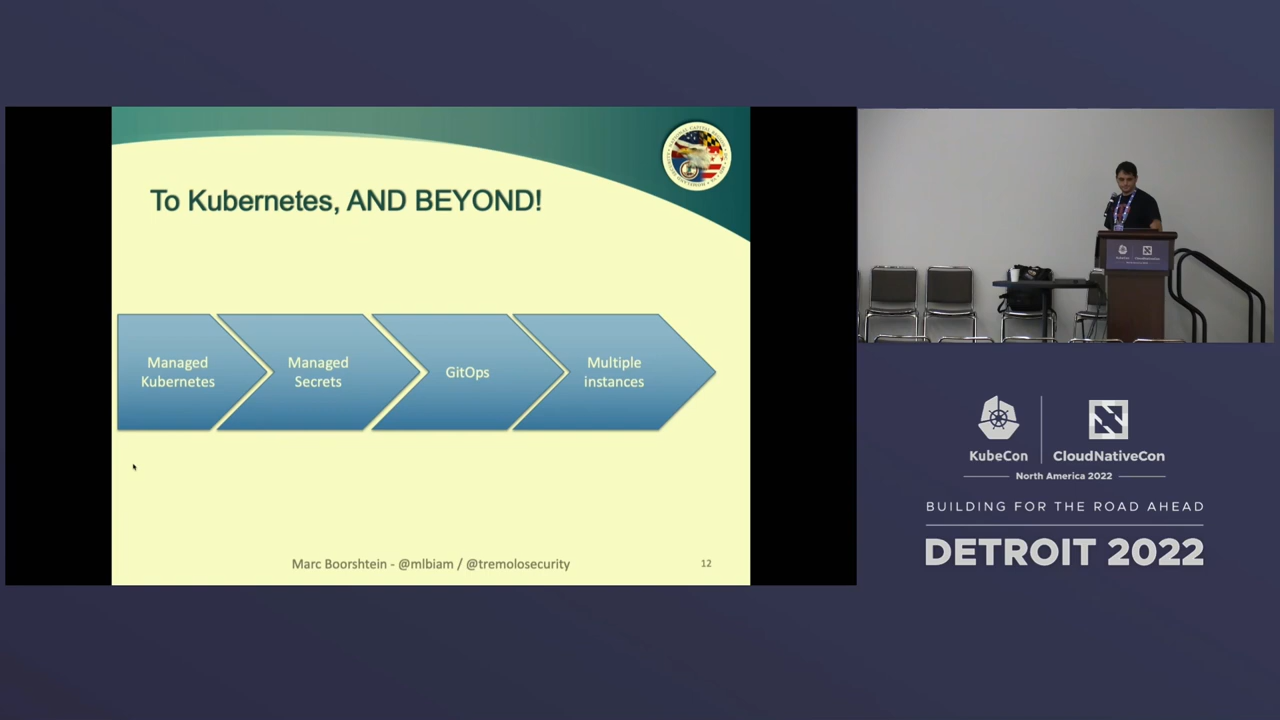 To Kubernetes, AND BEYOND!
Managed
Kubernetes
Managed
Secrets
GitOps
Multiple
instances
Marc Boorshtein - @mlbiam / @tremolosecurity
12
KubeCon
CloudNativeCon
North America 2022
BUILDING FOR THE ROAD AHEAD
DETROIT 2022